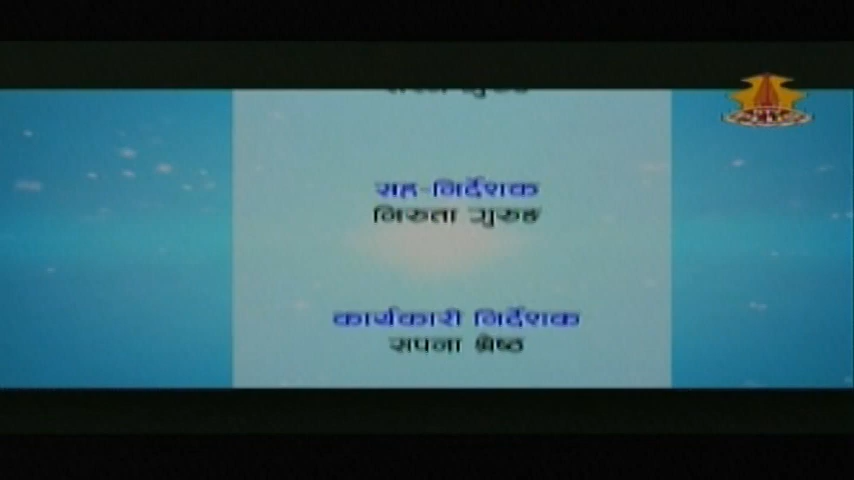 सह-निर्देशक
निरुता गुरुङ
कार्यकारी निर्देशक
सपना श्रेष्ठ